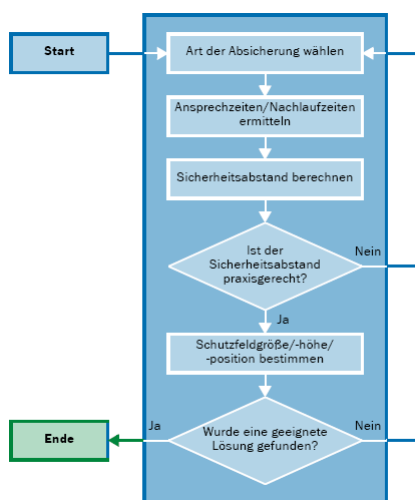 Start
Art der Absicherung wählen
Ansprechzeiten/Nachlaufzeiten
ermitteln
Sicherheitsabstand berechnen
Ist der
Sicherheitsabstand
praxisgerecht?
Nein
Ja
Schutzfeldgröße/-höhe/
-position bestimmen
Ende
Ja
Wurde eine geeignete
Lösung gefunden?
Nein